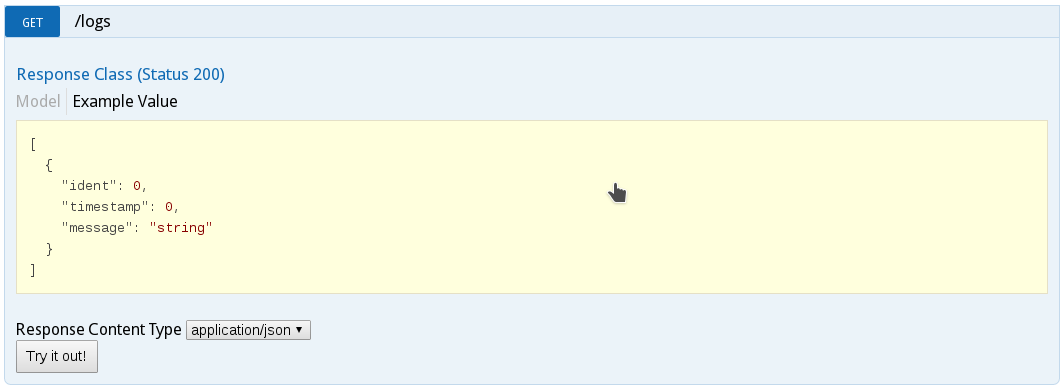 GET /logs
Response Class (Status 200)
Model Example Value
[
  {
    "ident": 0,
    "timestamp": 0,
    "message": "string"
  }
]
Response Content Type application/json
Try it out!